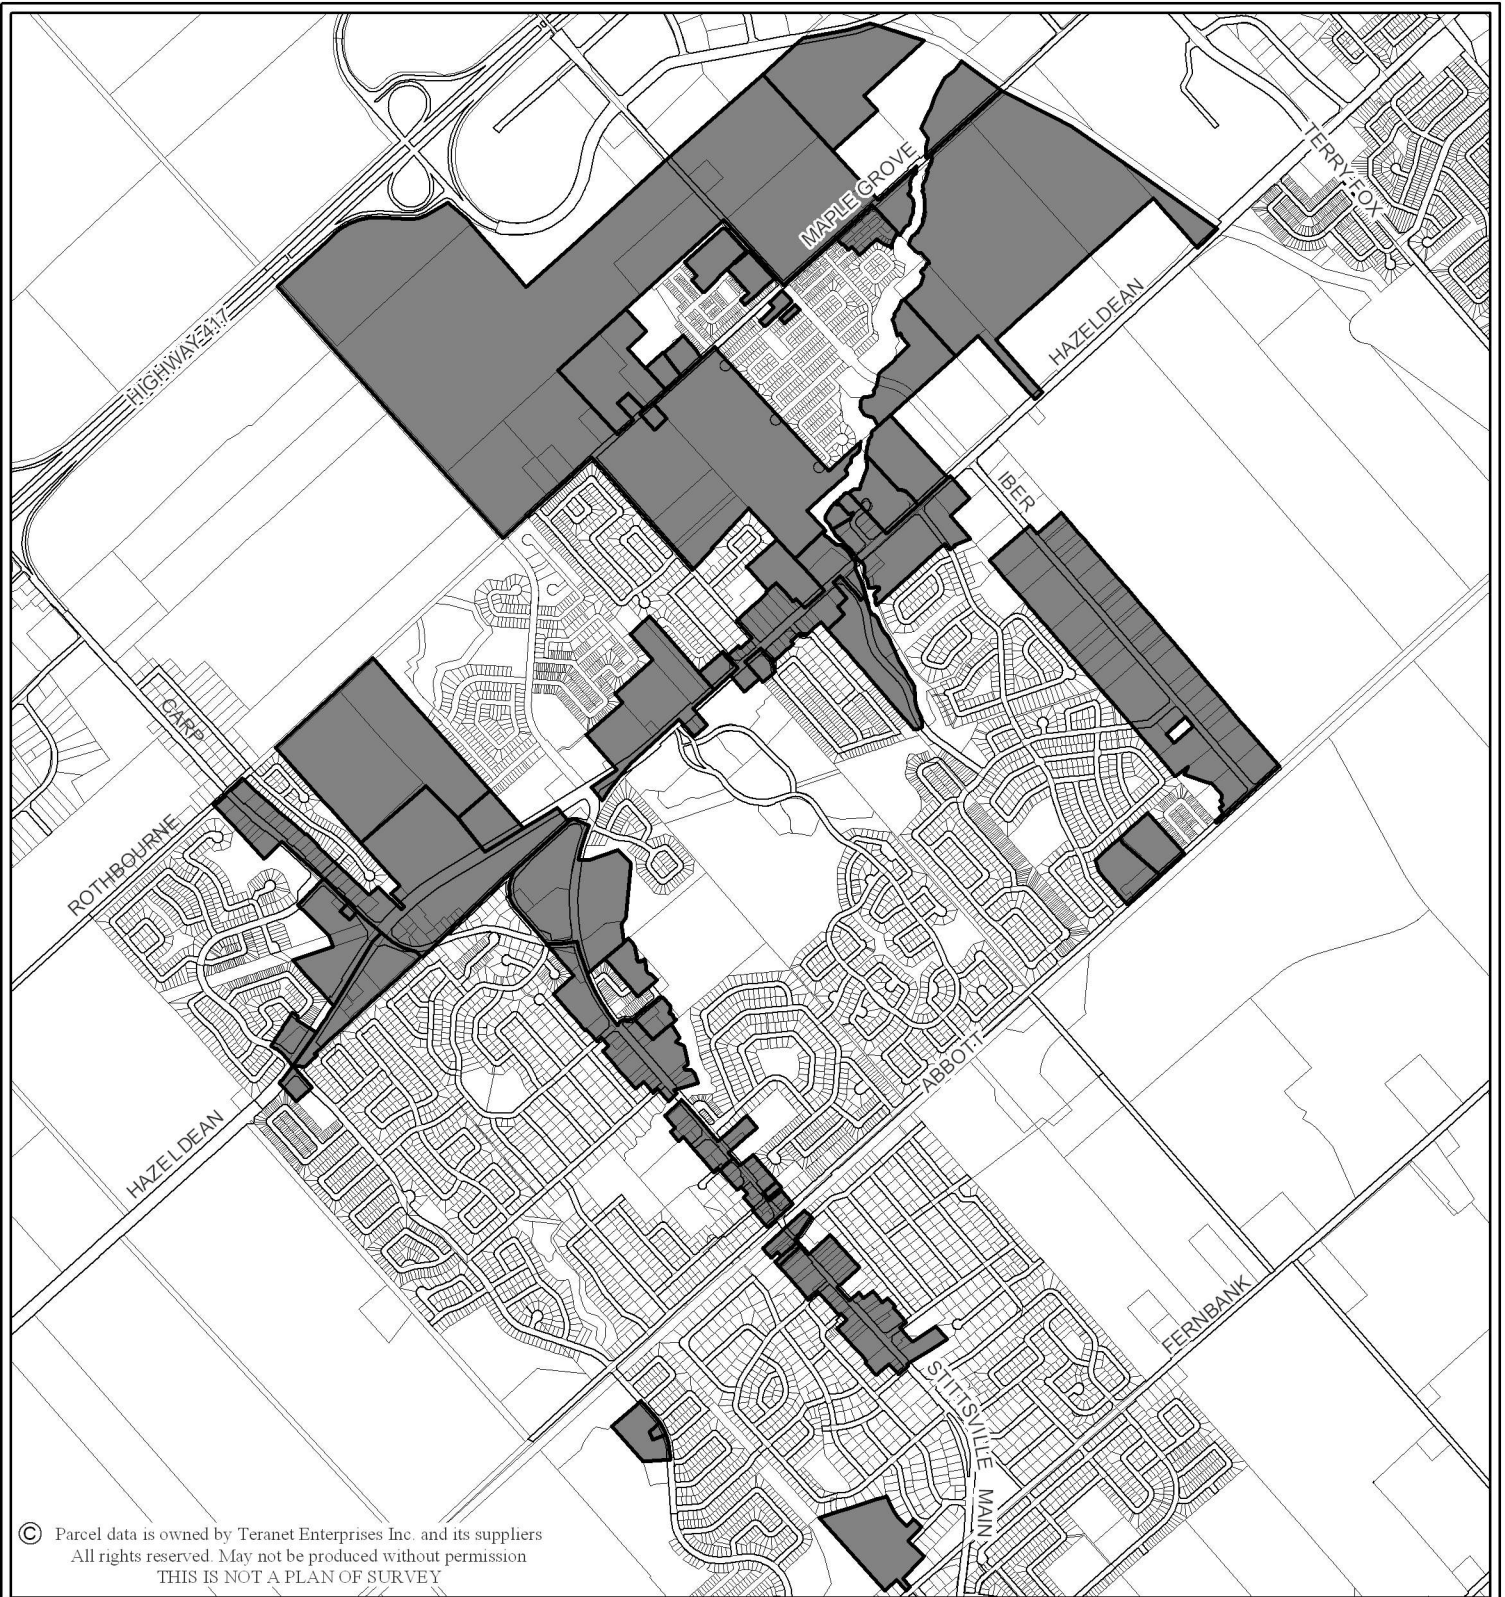 TERRY FOX
MAPLE GROVE
HAZELDEAN
HIGHWAY 417
IBER
CARP
ROTHBOURNE
ABBOTT
HAZELDEAN
FERNBANK
STITTSVILLE MAIN
© Parcel data is owned by Teranet Enterprises Inc. and its suppliers
All rights reserved. May not be produced without permission
THIS IS NOT A PLAN OF SURVEY